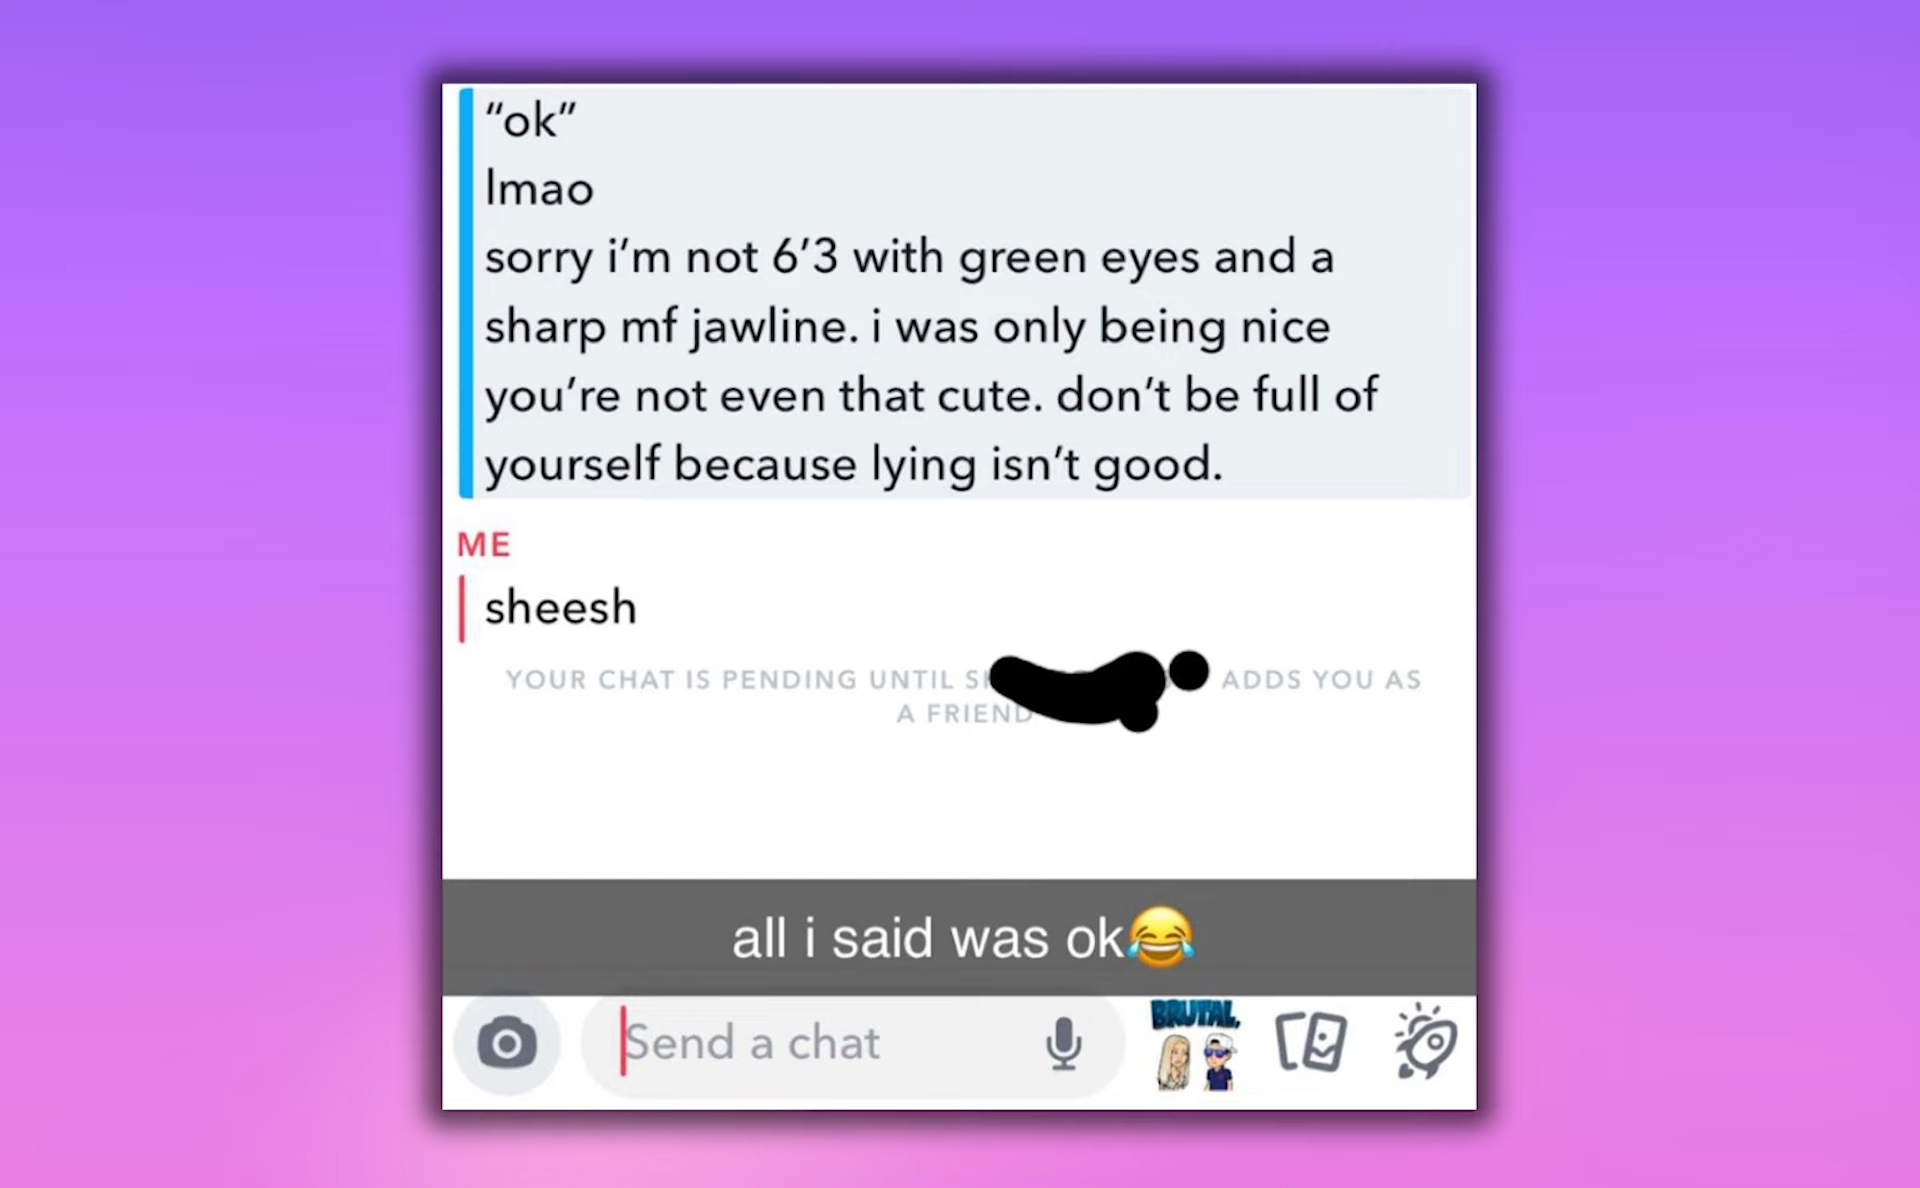 “ok”
lmao
sorry i’m not 6’3 with green eyes and a
sharp mf jawline. i was only being nice
you’re not even that cute. don’t be full of
yourself because lying isn’t good.
ME
sheesh
YOUR CHAT IS PENDING UNTIL ADDS YOU AS
A FRIEND
all i said was ok😂
Send a chat
BRUTAL.